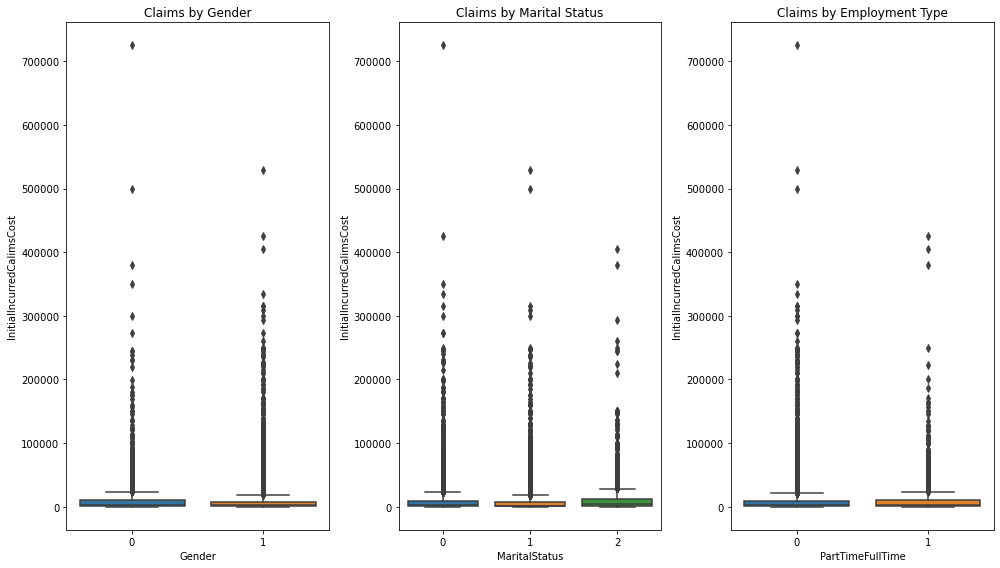 Claims by Gender
700000
600000
500000
400000
300000
200000
100000
0
InitialIncurredCalimsCost
0 1
Gender
Claims by Marital Status
700000
600000
500000
400000
300000
200000
100000
0
InitialIncurredCalimsCost
0 1 2
MaritalStatus
Claims by Employment Type
700000
600000
500000
400000
300000
200000
100000
0
InitialIncurredCalimsCost
0 1
PartTimeFullTime